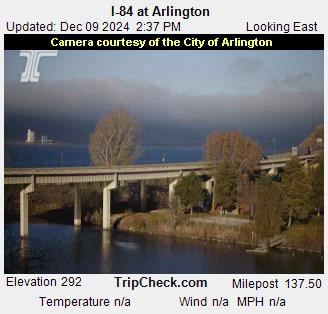 I-84 at Arlington
Updated: Dec 09 2024 2:37 PM Looking East
Camera courtesy of the City of Arlington
Elevation 292 TripCheck.com Milepost 137.50
Temperature n/a Wind n/a MPH n/a